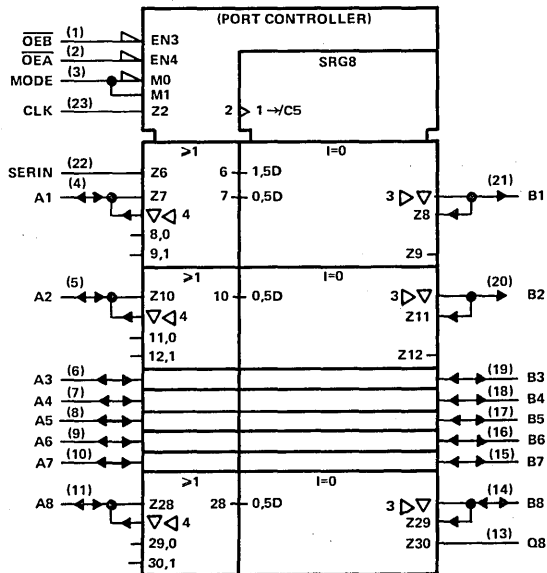 (PORT CONTROLLER)
OEB (1) EN3
OEA (2) EN4
SRG8
MODE (3) M0
M1
CLK (23) Z2 2 1→/C5
≥1 I=0
SERIN (22) Z6 6 1,5D
A1 (4) Z7 7 0,5D 3 (21) B1
4 Z8
8,0
9,1 Z9
≥1 I=0
A2 (5) Z10 10 0,5D 3 (20) B2
4 Z11
11,0
12,1 Z12
A3 (6) (19) B3
A4 (7) (18) B4
A5 (8) (17) B5
A6 (9) (16) B6
A7 (10) (15) B7
≥1 I=0
A8 (11) Z28 28 0,5D 3 (14) B8
4 Z29
29,0 Z30 (13) Q8
30,1